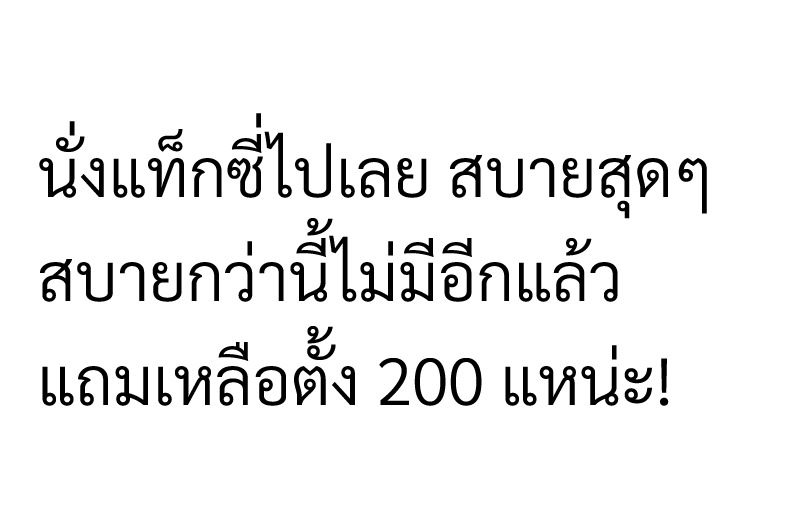 นั่งแท็กซี่ไปเลย สบายสุดๆ
สบายกว่านี้ไม่มีอีกแล้ว
แถมเหลือตั้ง 200 แหน่ะ!